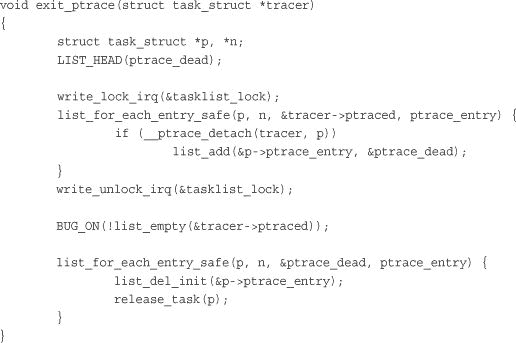 void exit_ptrace(struct task_struct *tracer)
{
        struct task_struct *p, *n;
        LIST_HEAD(ptrace_dead);

        write_lock_irq(&tasklist_lock);
        list_for_each_entry_safe(p, n, &tracer->ptraced, ptrace_entry) {
                if (__ptrace_detach(tracer, p))
                        list_add(&p->ptrace_entry, &ptrace_dead);
        }
        write_unlock_irq(&tasklist_lock);

        BUG_ON(!list_empty(&tracer->ptraced));

        list_for_each_entry_safe(p, n, &ptrace_dead, ptrace_entry) {
                list_del_init(&p->ptrace_entry);
                release_task(p);
        }
}